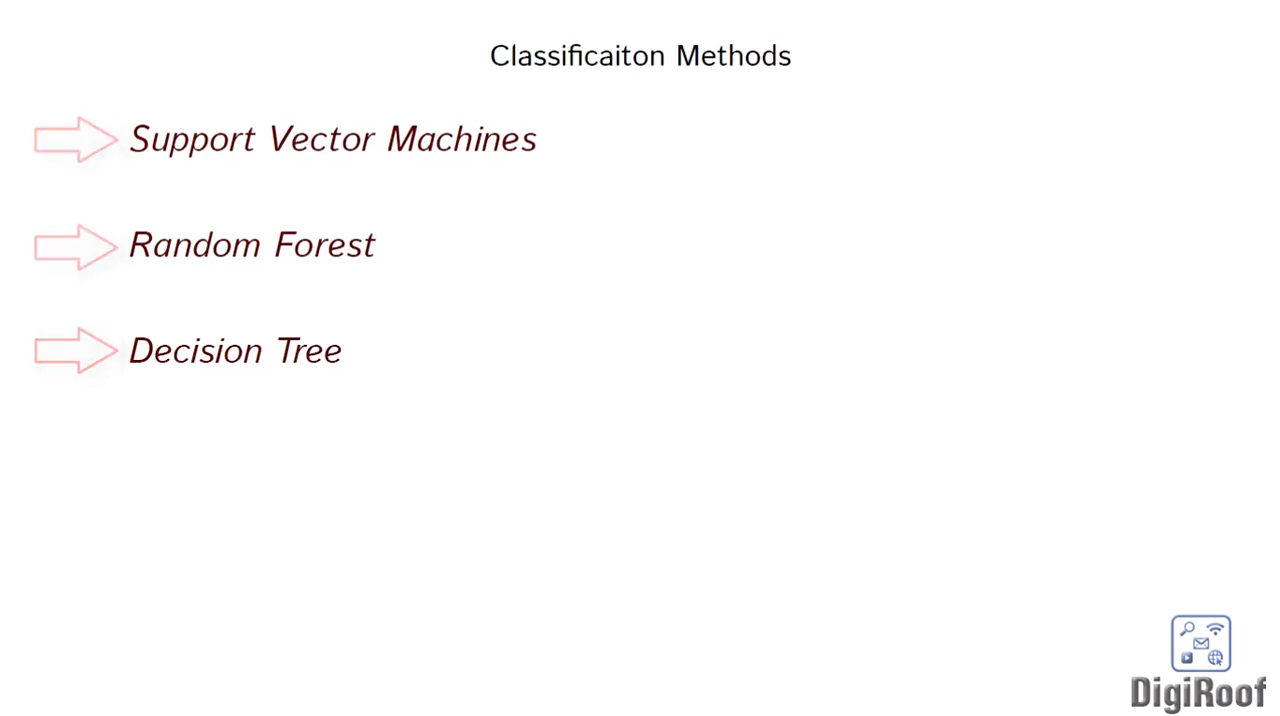 Classificaiton Methods
Support Vector Machines
Random Forest
Decision Tree
DigiRoof